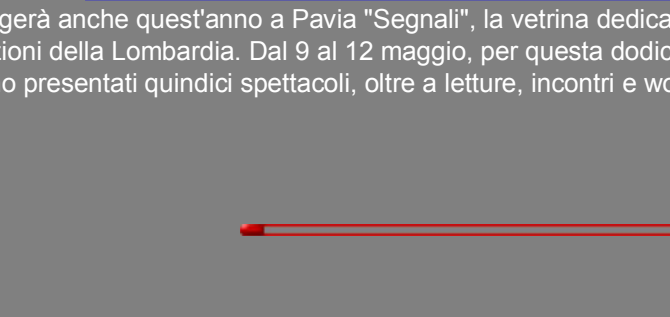 gerà anche quest'anno a Pavia "Segnali", la vetrina dedica
ioni della Lombardia. Dal 9 al 12 maggio, per questa dodic
o presentati quindici spettacoli, oltre a letture, incontri e wo